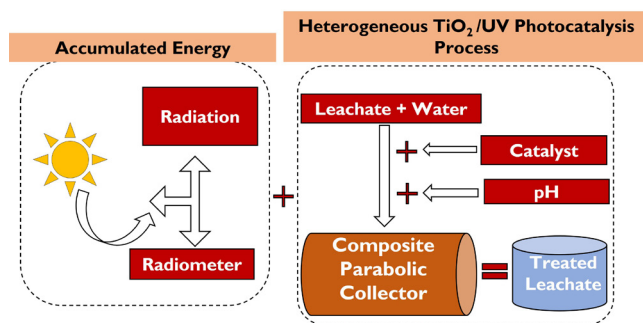 Accumulated Energy
Heterogeneous TiO₂/UV Photocatalysis
Process
Radiation
Radiometer
Leachate + Water
Catalyst
pH
Composite
Parabolic
Collector
Treated
Leachate